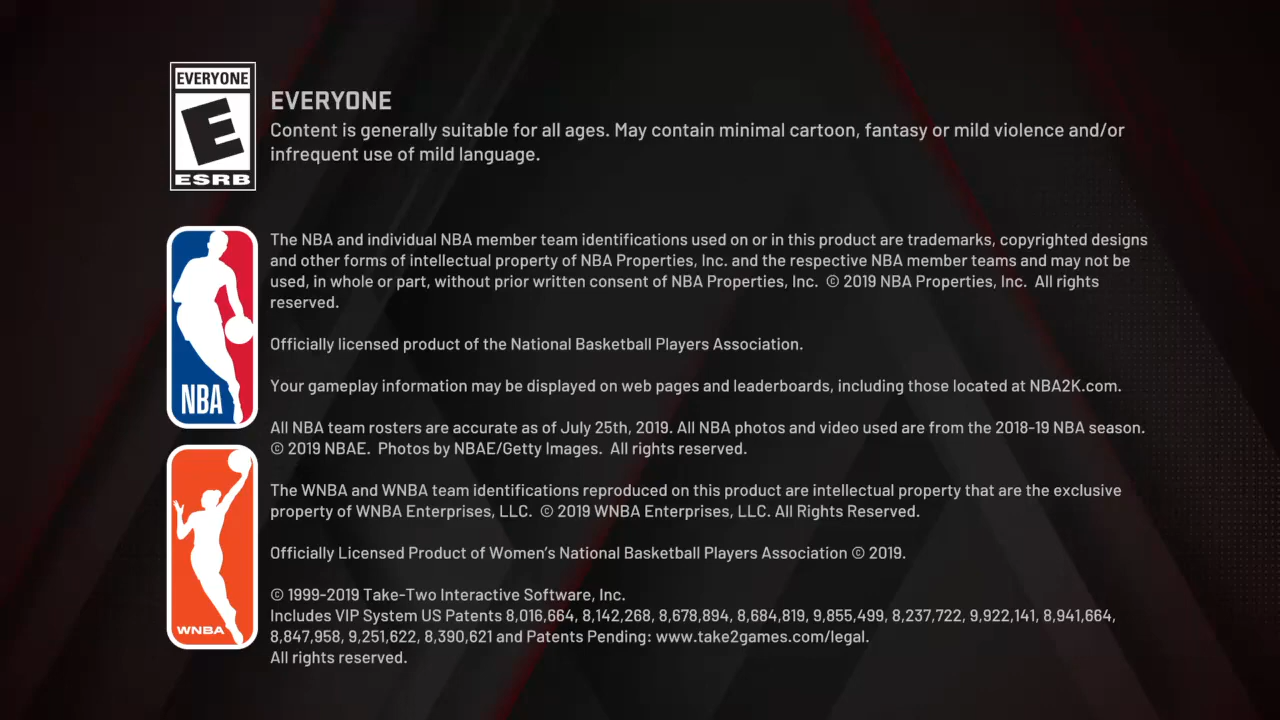 EVERYONE
E
ESRB
EVERYONE
Content is generally suitable for all ages. May contain minimal cartoon, fantasy or mild violence and/or
infrequent use of mild language.
NBA
The NBA and individual NBA member team identifications used on or in this product are trademarks, copyrighted designs
and other forms of intellectual property of NBA Properties, Inc. and the respective NBA member teams and may not be
used, in whole or part, without prior written consent of NBA Properties, Inc.  © 2019 NBA Properties, Inc.  All rights
reserved.
Officially licensed product of the National Basketball Players Association.
Your gameplay information may be displayed on web pages and leaderboards, including those located at NBA2K.com.
All NBA team rosters are accurate as of July 25th, 2019. All NBA photos and video used are from the 2018-19 NBA season.
© 2019 NBAE.  Photos by NBAE/Getty Images.  All rights reserved.
WNBA
The WNBA and WNBA team identifications reproduced on this product are intellectual property that are the exclusive
property of WNBA Enterprises, LLC.  © 2019 WNBA Enterprises, LLC. All Rights Reserved.
Officially Licensed Product of Women's National Basketball Players Association © 2019.
© 1999-2019 Take-Two Interactive Software, Inc.
Includes VIP System US Patents 8,016,664, 8,142,268, 8,678,894, 8,684,819, 9,855,499, 8,237,722, 9,922,141, 8,941,664,
8,847,958, 9,251,622, 8,390,621 and Patents Pending: www.take2games.com/legal.
All rights reserved.